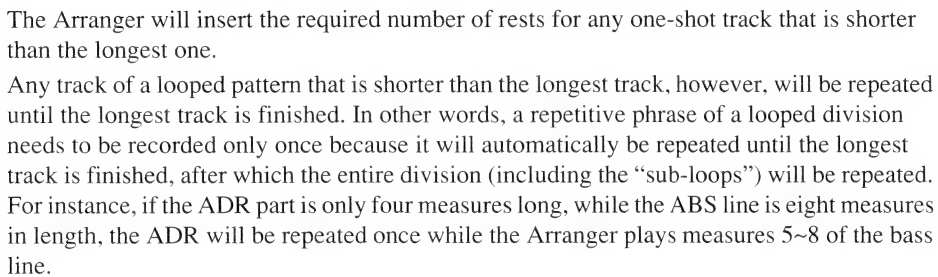 The Arranger will insert the required number of rests for any one-shot track that is shorter
than the longest one.
Any track of a looped pattern that is shorter than the longest track, however, will be repeated
until the longest track is finished. In other words, a repetitive phrase of a looped division
needs to be recorded only once because it will automatically be repeated until the longest
track is finished, after which the entire division (including the “sub-loops”) will be repeated.
For instance, if the ADR part is only four measures long, while the ABS line is eight measures
in length, the ADR will be repeated once while the Arranger plays measures 5~8 of the bass
line.